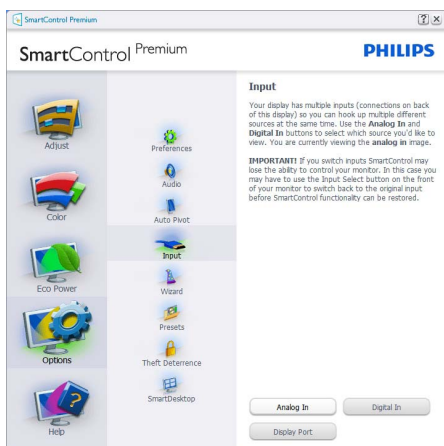 SmartControl Premium
SmartControl Premium
PHILIPS
Adjust
Color
Eco Power
Options
Help
Preferences
Audio
Auto Pivot
Input
Wizard
Presets
Theft Deterrence
SmartDesktop
Input
Your display has multiple inputs (connections on back
of this display) so you can hook up multiple different
sources at the same time. Use the Analog In and
Digital In buttons to select which source you'd like to
view. You are currently viewing the analog in image.
IMPORTANT! If you switch inputs SmartControl may
lose the ability to control your monitor. In this case you
may have to use the Input Select button on the front
of your monitor to switch back to the original input
before SmartControl functionality can be restored.
Analog In
Digital In
Display Port